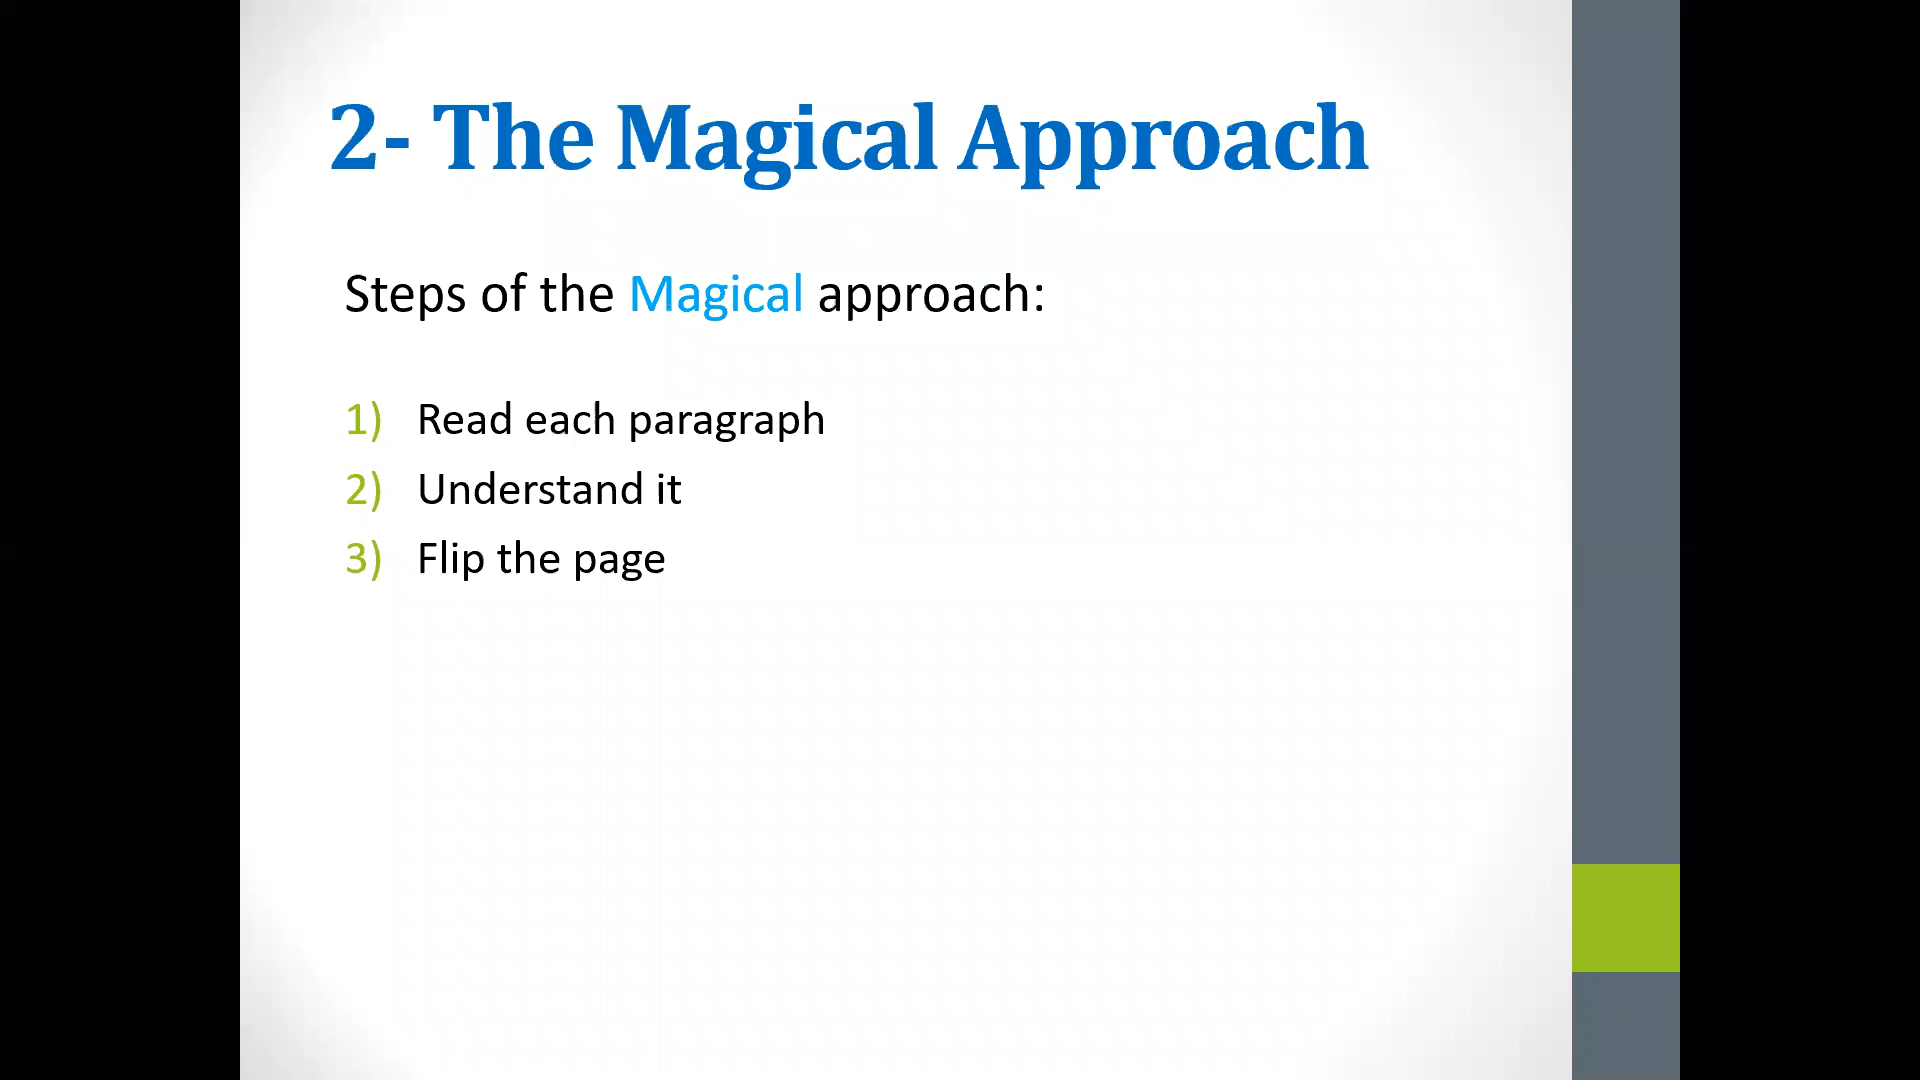 2- The Magical Approach
Steps of the Magical approach:
1) Read each paragraph
2) Understand it
3) Flip the page